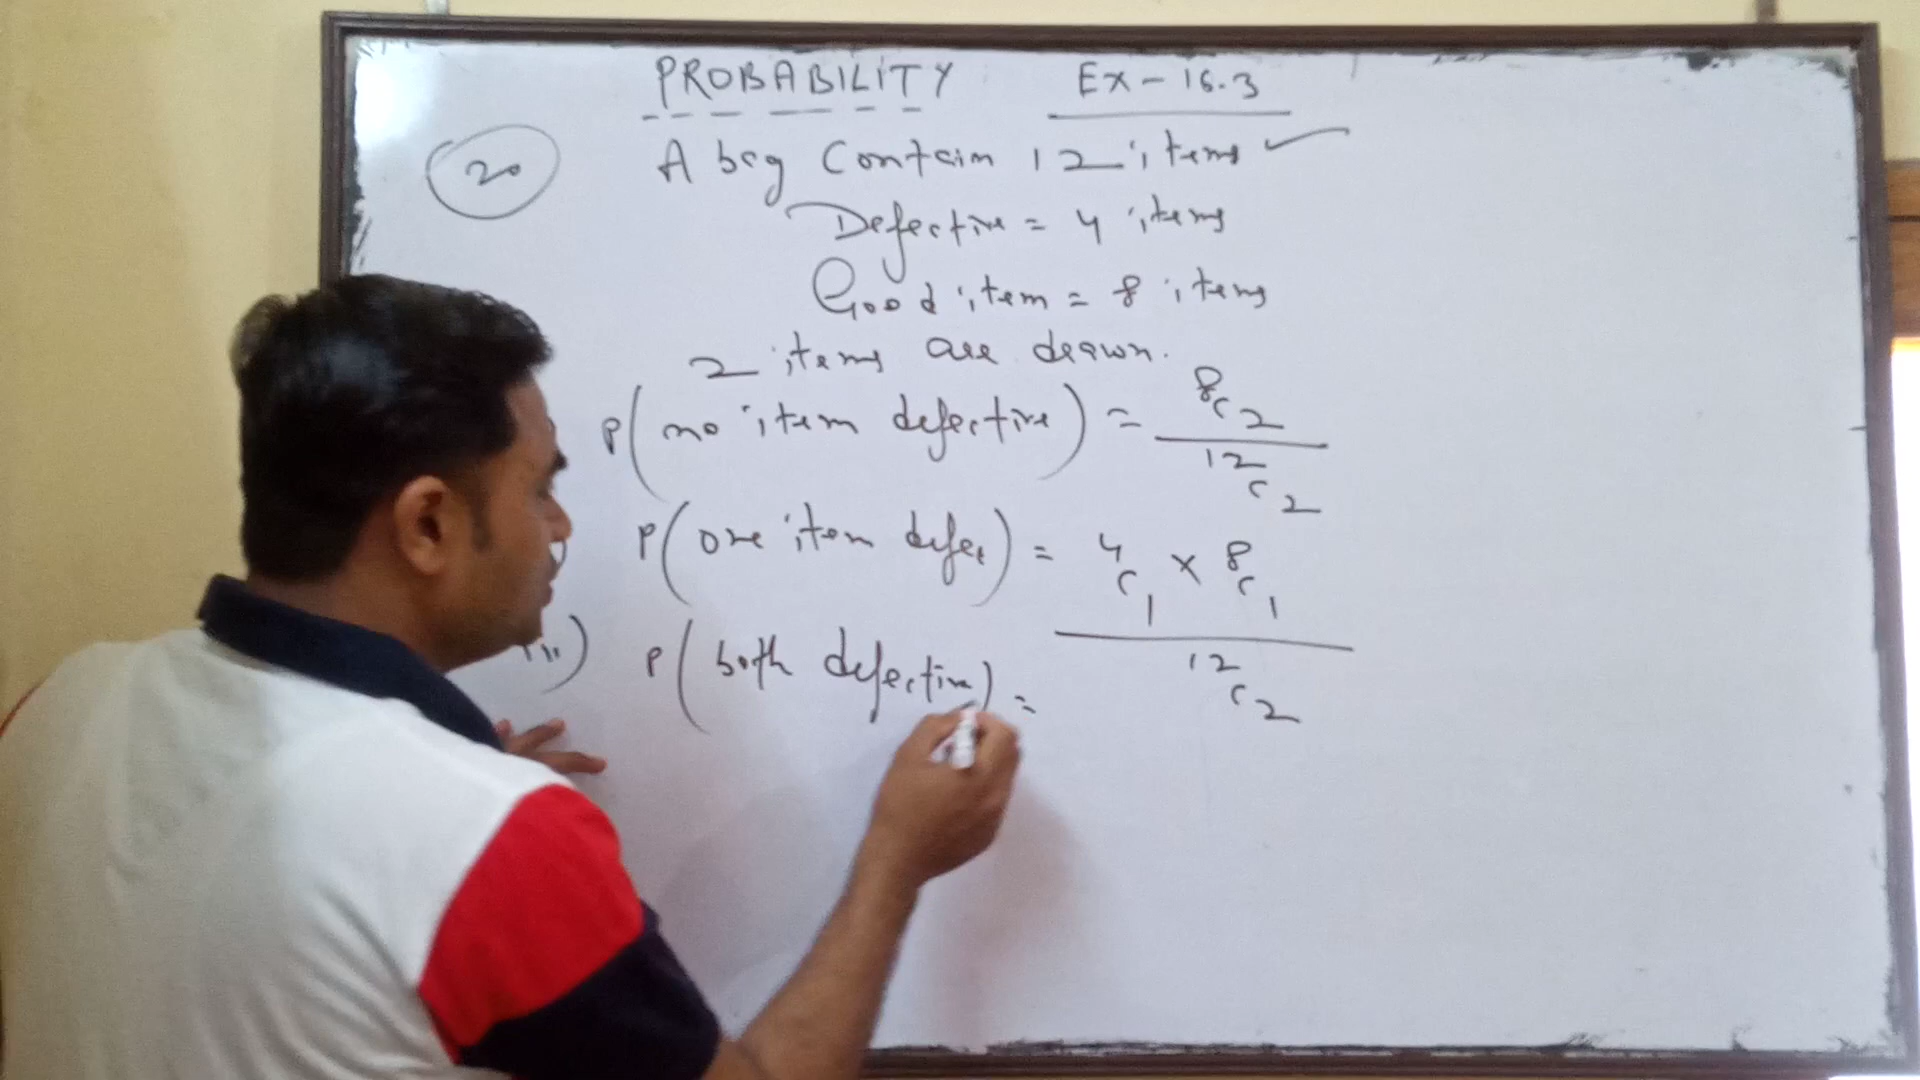 PROBABILITY Ex-16.3
20
A bag Contain 12 items ✓
Defective = 4 items
Good item = 8 items
2 items are drawn.
P(no item defective) = 8C2 / 12C2
P(one item defec) = 4C1 × 8C1 / 12C2
P(both defective) =